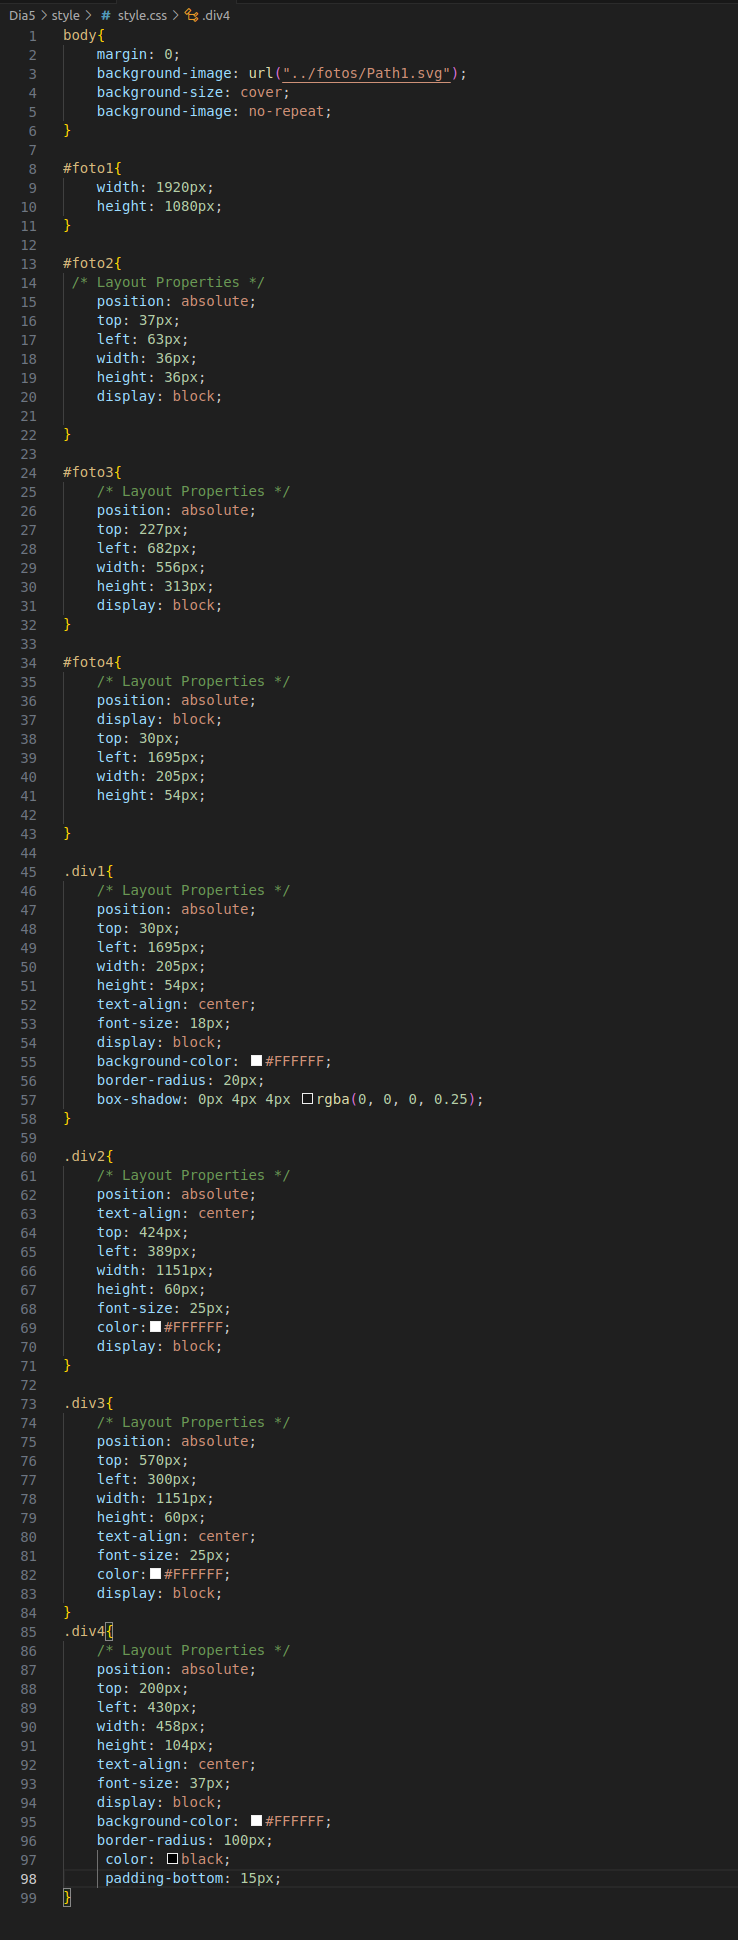 Dia5 > style > # style.css > .div4
1 body{
2     margin: 0;
3     background-image: url("../fotos/Path1.svg");
4     background-size: cover;
5     background-image: no-repeat;
6 }
7
8 #foto1{
9     width: 1920px;
10     height: 1080px;
11 }
12
13 #foto2{
14  /* Layout Properties */
15     position: absolute;
16     top: 37px;
17     left: 63px;
18     width: 36px;
19     height: 36px;
20     display: block;
21
22 }
23
24 #foto3{
25     /* Layout Properties */
26     position: absolute;
27     top: 227px;
28     left: 682px;
29     width: 556px;
30     height: 313px;
31     display: block;
32 }
33
34 #foto4{
35     /* Layout Properties */
36     position: absolute;
37     display: block;
38     top: 30px;
39     left: 1695px;
40     width: 205px;
41     height: 54px;
42
43 }
44
45 .div1{
46     /* Layout Properties */
47     position: absolute;
48     top: 30px;
49     left: 1695px;
50     width: 205px;
51     height: 54px;
52     text-align: center;
53     font-size: 18px;
54     display: block;
55     background-color: #FFFFFF;
56     border-radius: 20px;
57     box-shadow: 0px 4px 4px rgba(0, 0, 0, 0.25);
58 }
59
60 .div2{
61     /* Layout Properties */
62     position: absolute;
63     text-align: center;
64     top: 424px;
65     left: 389px;
66     width: 1151px;
67     height: 60px;
68     font-size: 25px;
69     color:#FFFFFF;
70     display: block;
71 }
72
73 .div3{
74     /* Layout Properties */
75     position: absolute;
76     top: 570px;
77     left: 300px;
78     width: 1151px;
79     height: 60px;
80     text-align: center;
81     font-size: 25px;
82     color:#FFFFFF;
83     display: block;
84 }
85 .div4{
86     /* Layout Properties */
87     position: absolute;
88     top: 200px;
89     left: 430px;
90     width: 458px;
91     height: 104px;
92     text-align: center;
93     font-size: 37px;
94     display: block;
95     background-color: #FFFFFF;
96     border-radius: 100px;
97      color: black;
98      padding-bottom: 15px;
99 }